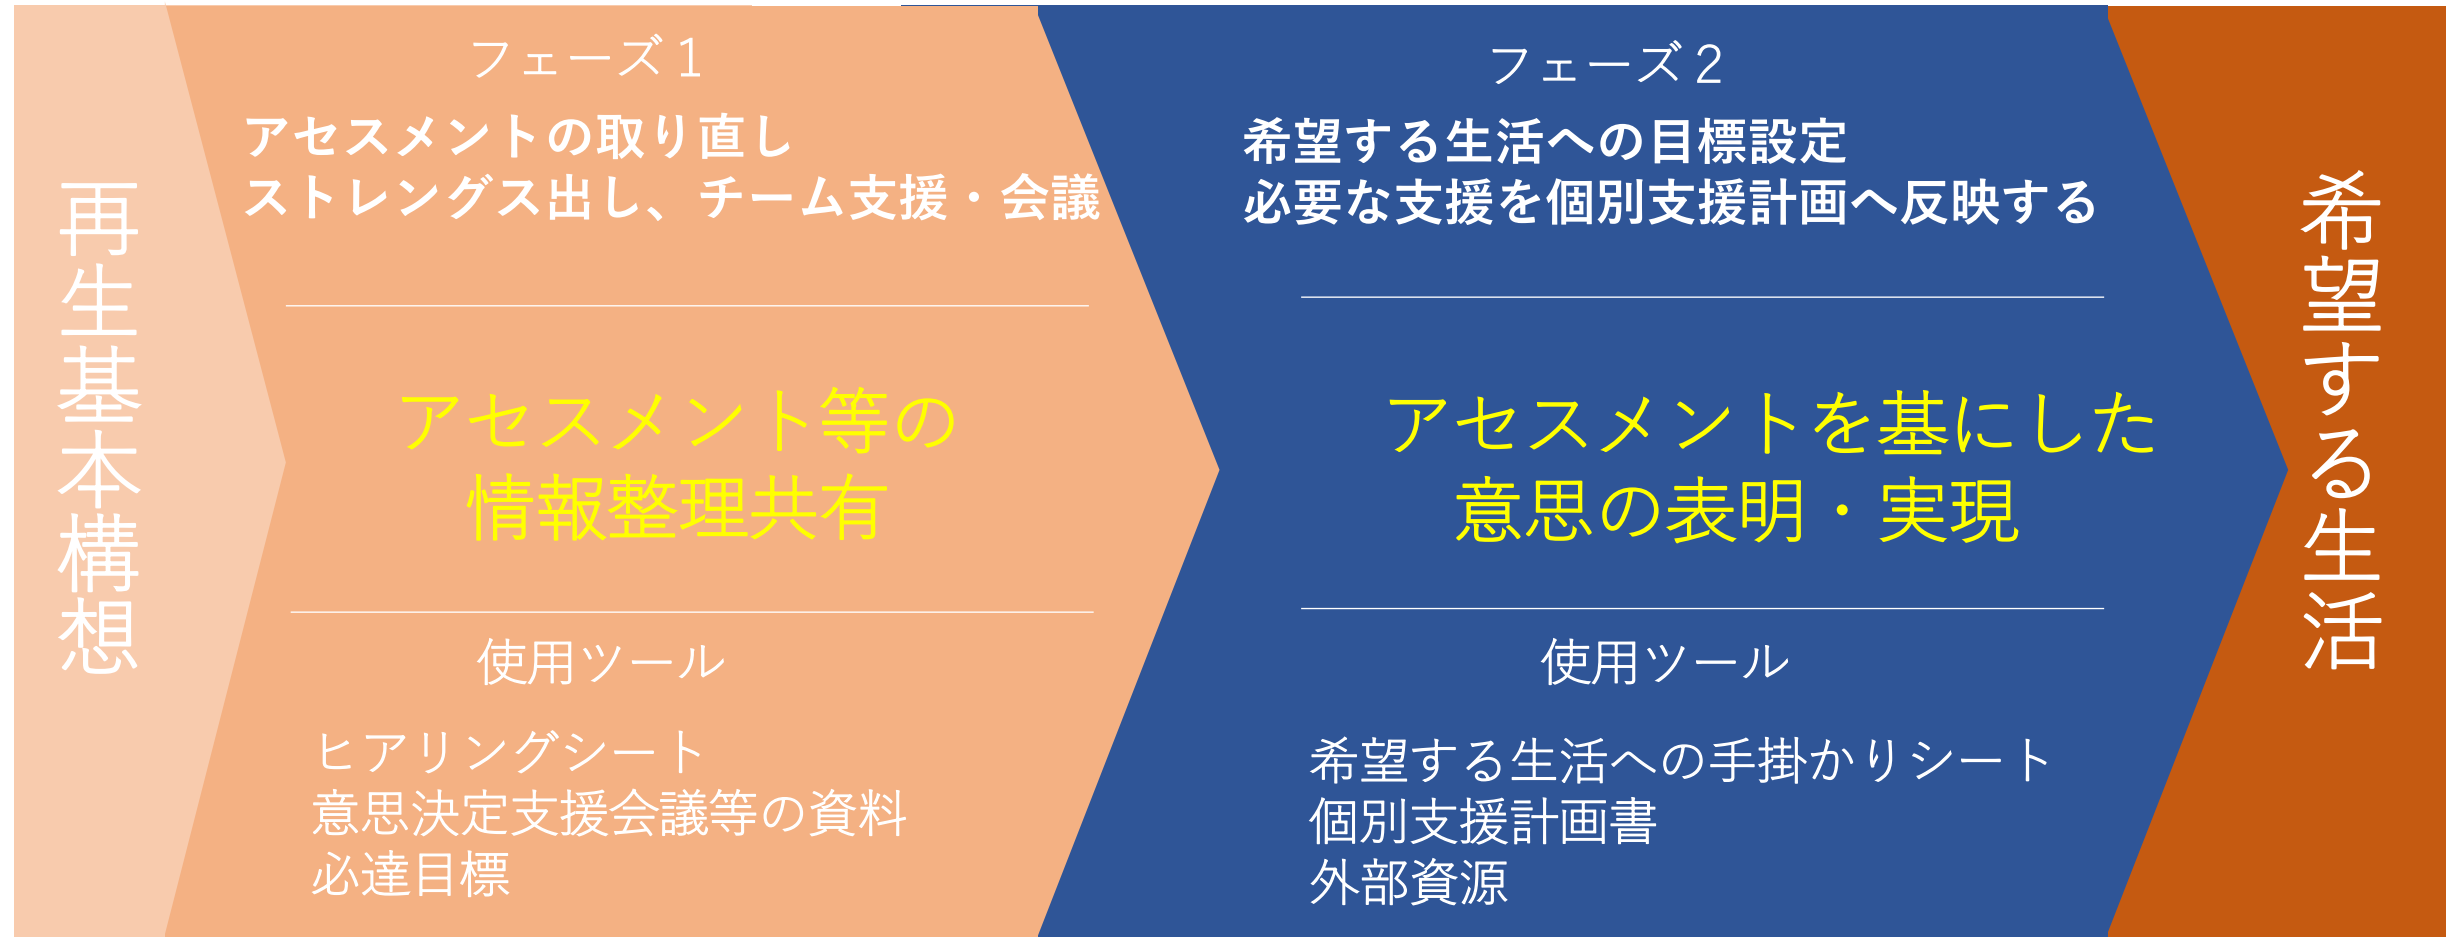 再生基本構想
フェーズ１
アセスメントの取り直し
ストレングス出し、チーム支援・会議
アセスメント等の
情報整理共有
使用ツール
ヒアリングシート
意思決定支援会議等の資料
必達目標
フェーズ２
希望する生活への目標設定
必要な支援を個別支援計画へ反映する
アセスメントを基にした
意思の表明・実現
使用ツール
希望する生活への手掛かりシート
個別支援計画書
外部資源
希望する生活